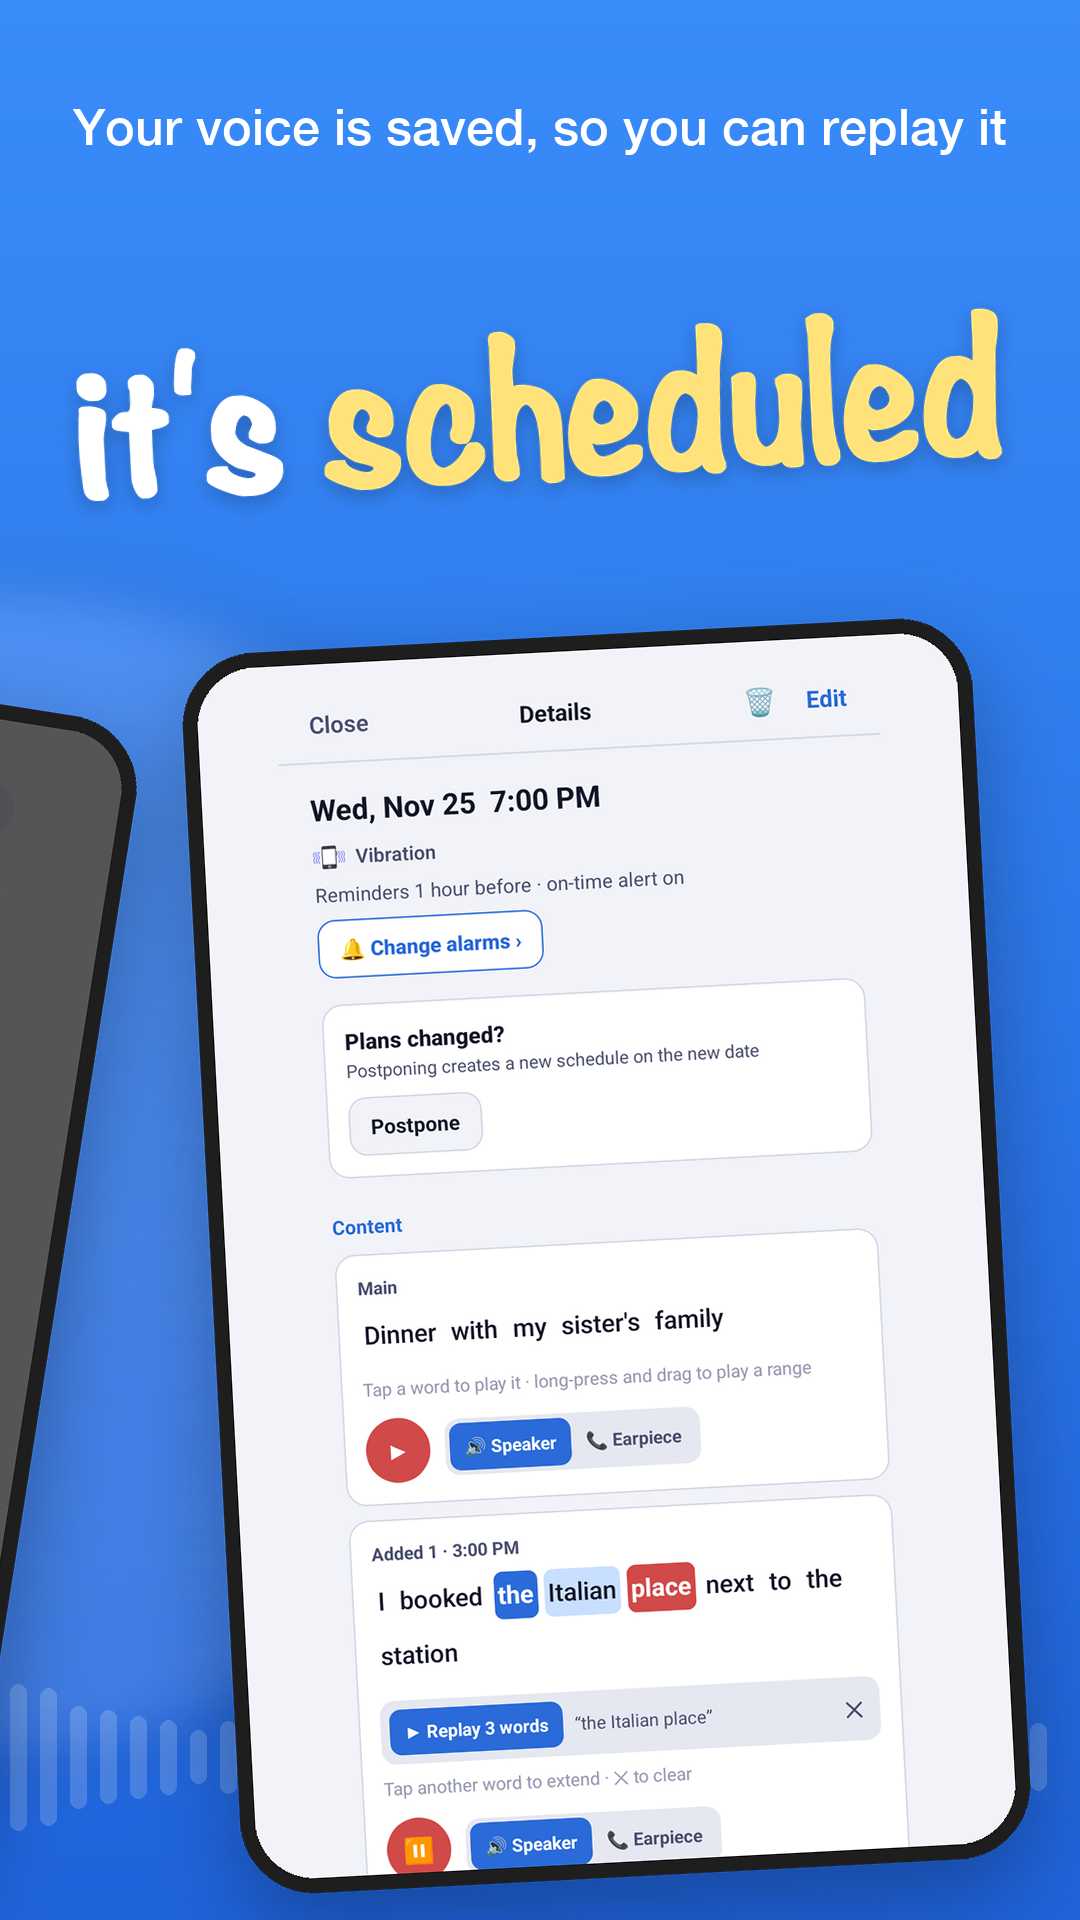 Your voice is saved, so you can replay it
it's scheduled
Close Details Edit
Wed, Nov 25 7:00 PM
Vibration
Reminders 1 hour before · on-time alert on
Change alarms ›
Plans changed?
Postponing creates a new schedule on the new date
Postpone
Content
Main
Dinner with my sister's family
Tap a word to play it · long-press and drag to play a range
Speaker Earpiece
Added 1 · 3:00 PM
I booked the Italian place next to the
station
Replay 3 words “the Italian place”
Tap another word to extend · × to clear
Speaker Earpiece